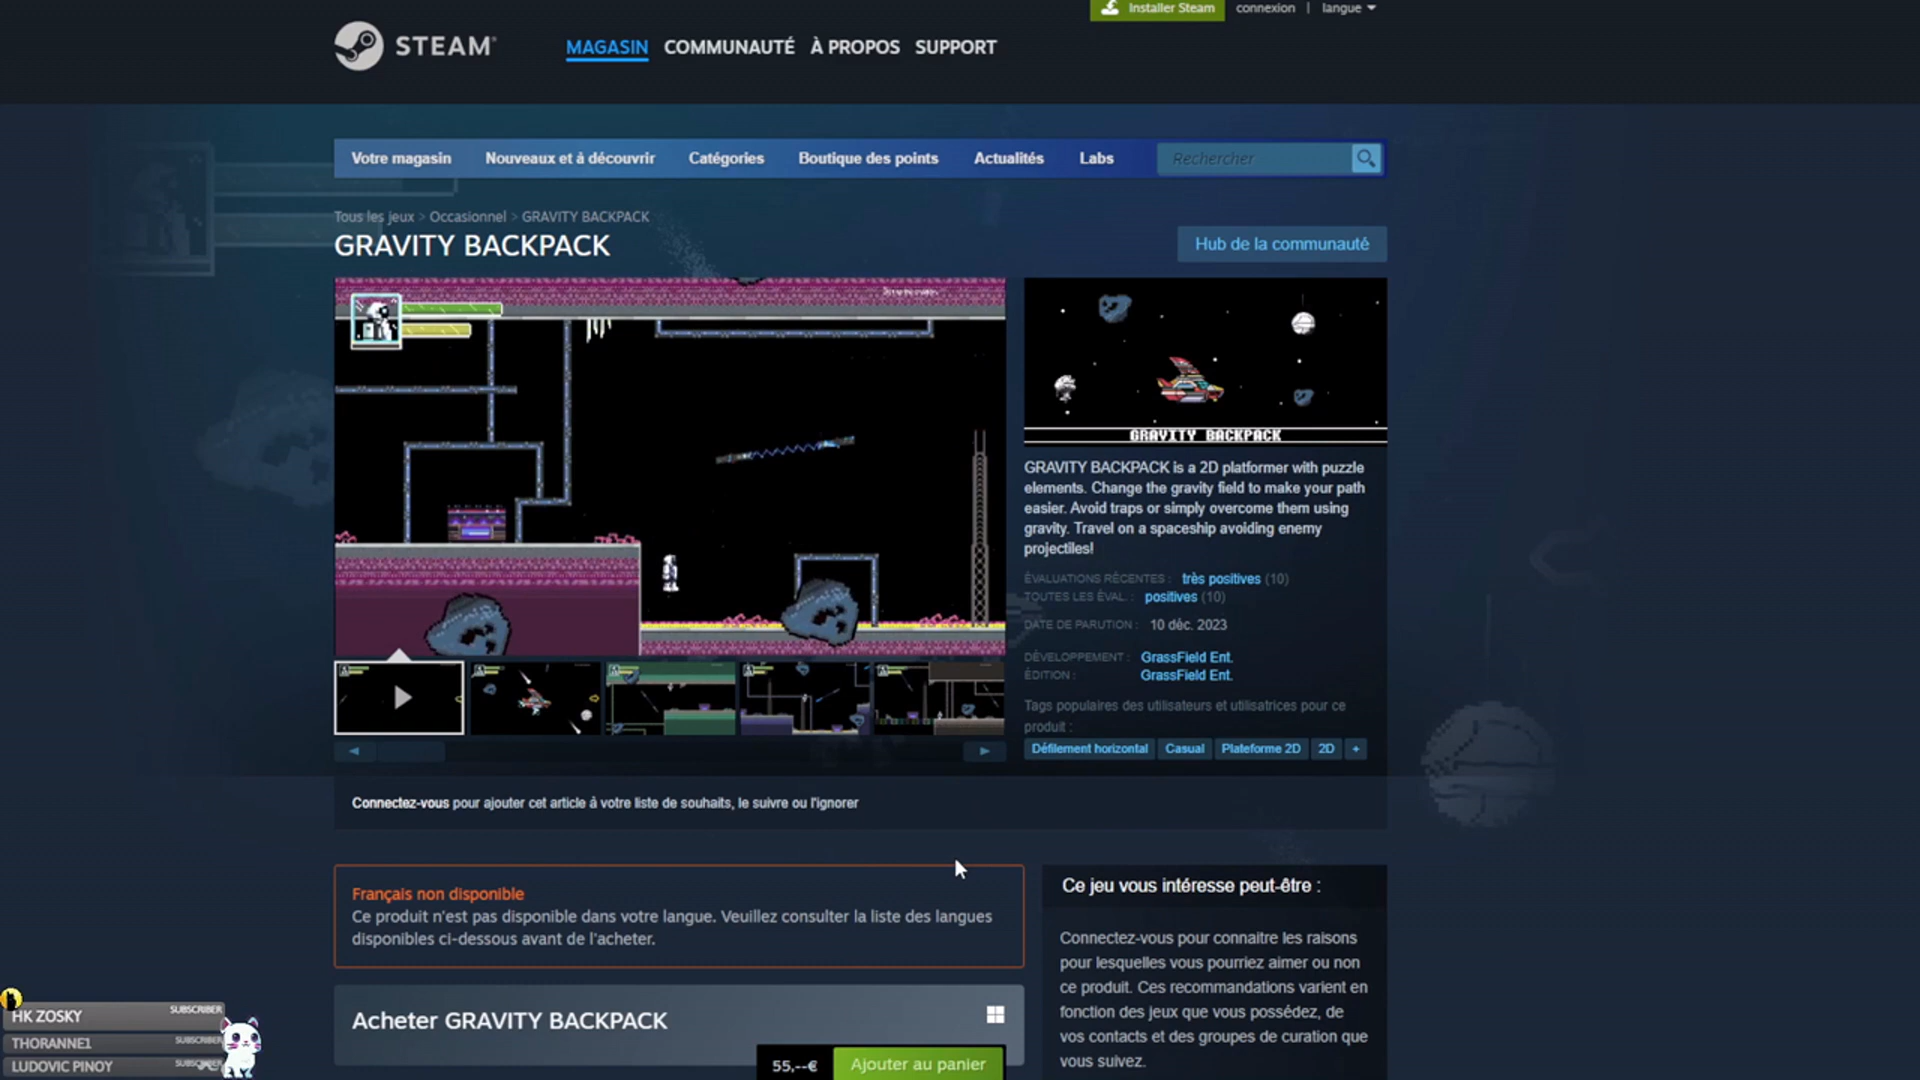 Installer Steam
connexion | langue
STEAM
MAGASIN COMMUNAUTÉ À PROPOS SUPPORT
Votre magasin Nouveaux et à découvrir Catégories Boutique des points Actualités Labs Rechercher
Tous les jeux > Occasionnel > GRAVITY BACKPACK
GRAVITY BACKPACK
Hub de la communauté
GRAVITY BACKPACK
GRAVITY BACKPACK is a 2D platformer with puzzle
elements. Change the gravity field to make your path
easier. Avoid traps or simply overcome them using
gravity. Travel on a spaceship avoiding enemy
projectiles!
ÉVALUATIONS RÉCENTES : très positives (10)
TOUTES LES ÉVAL. : positives (10)
DATE DE PARUTION : 10 déc. 2023
DÉVELOPPEMENT : GrassField Ent.
ÉDITION : GrassField Ent.
Tags populaires des utilisateurs et utilisatrices pour ce
produit :
Défilement horizontal Casual Plateforme 2D 2D +
Connectez-vous pour ajouter cet article à votre liste de souhaits, le suivre ou l'ignorer
Français non disponible
Ce produit n'est pas disponible dans votre langue. Veuillez consulter la liste des langues
disponibles ci-dessous avant de l'acheter.
Acheter GRAVITY BACKPACK
55,--€ Ajouter au panier
Ce jeu vous intéresse peut-être :
Connectez-vous pour connaitre les raisons
pour lesquelles vous pourriez aimer ou non
ce produit. Ces recommandations varient en
fonction des jeux que vous possédez, de
vos contacts et des groupes de curation que
vous suivez.
HK ZOSKY SUBSCRIBER
THORANNE1 SUBSCRIBER
LUDOVIC PINOY